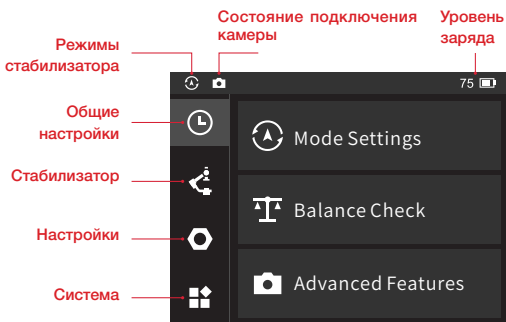 Состояние подключения
камеры
Уровень
заряда
Режимы
стабилизатора
75
Общие
настройки
Mode Settings
Стабилизатор
Balance Check
Настройки
Advanced Features
Система